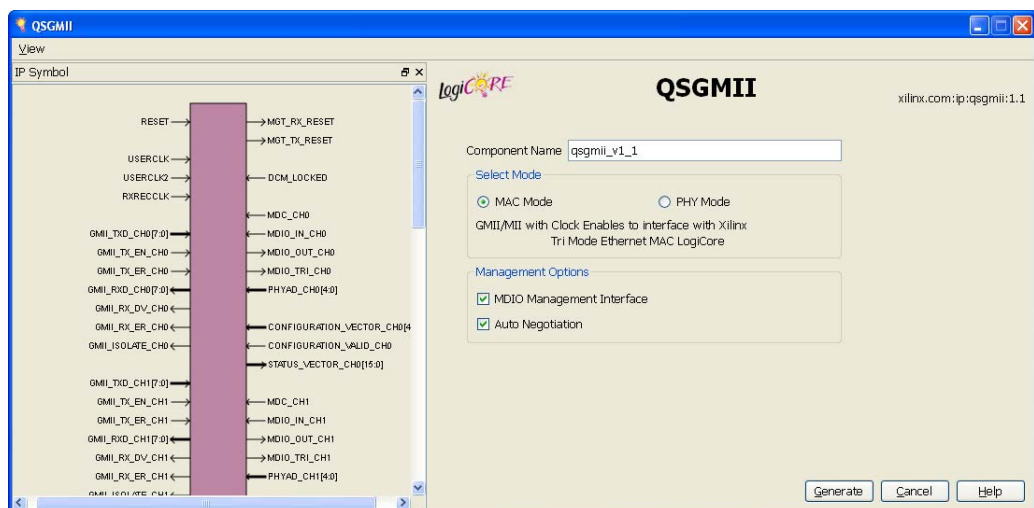 QSGMII
View
IP Symbol
RESET
MGT_RX_RESET
MGT_TX_RESET
USERCLK
USERCLK2
DCM_LOCKED
RXRECCLK
MDC_CH0
GMII_TXD_CH0[7:0]
MDIO_IN_CH0
GMII_TX_EN_CH0
MDIO_OUT_CH0
GMII_TX_ER_CH0
MDIO_TRI_CH0
GMII_RXD_CH0[7:0]
PHYAD_CH0[4:0]
GMII_RX_DV_CH0
GMII_RX_ER_CH0
CONFIGURATION_VECTOR_CH0[4
GMII_ISOLATE_CH0
CONFIGURATION_VALID_CH0
STATUS_VECTOR_CH0[15:0]
GMII_TXD_CH1[7:0]
GMII_TX_EN_CH1
MDC_CH1
GMII_TX_ER_CH1
MDIO_IN_CH1
GMII_RXD_CH1[7:0]
MDIO_OUT_CH1
GMII_RX_DV_CH1
MDIO_TRI_CH1
GMII_RX_ER_CH1
PHYAD_CH1[4:0]
GMII_ISOLATE_CH1
LogiCORE
QSGMII
xilinx.com:ip:qsgmii:1.1
Component Name qsgmii_v1_1
Select Mode
MAC Mode PHY Mode
GMII/MII with Clock Enables to interface with Xilinx
Tri Mode Ethernet MAC LogiCore
Management Options
MDIO Management Interface
Auto Negotiation
Generate Cancel Help